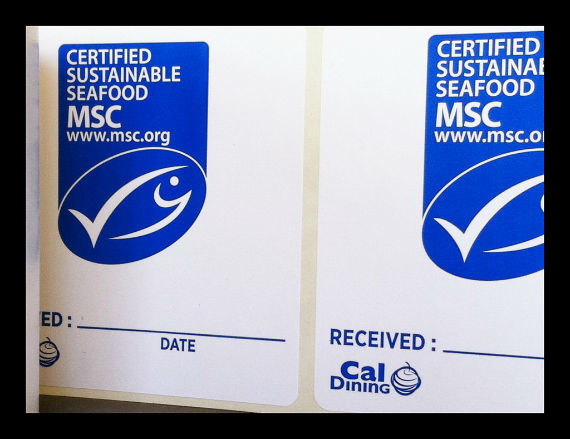 CERTIFIED
SUSTAINABLE
SEAFOOD
MSC
www.msc.org
ED :
DATE
CERTIFIED
SUSTAINAB
SEAFOOD
MSC
www.msc.or
RECEIVED :
Cal
DINING